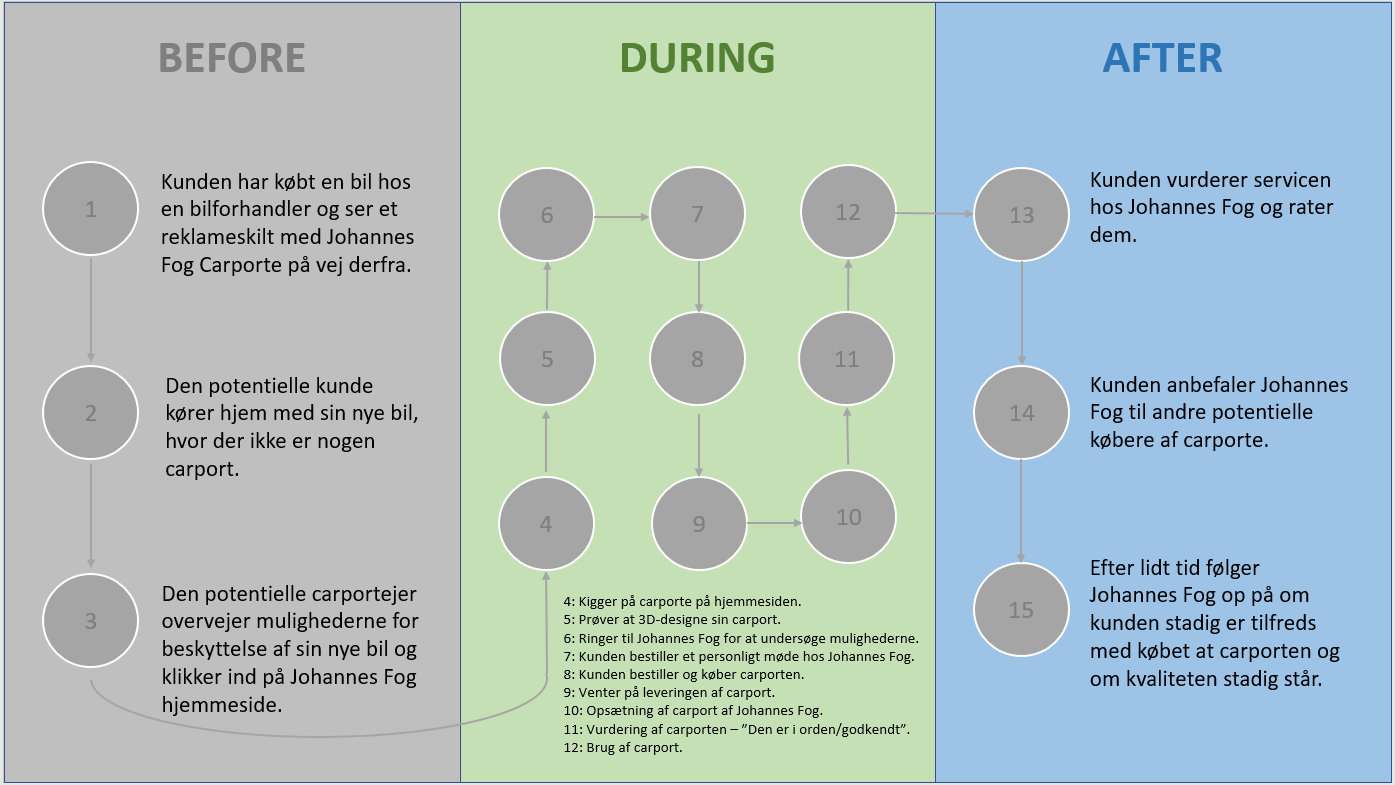 BEFORE
1
Kunden har købt en bil hos
en bilforhandler og ser et
reklameskilt med Johannes
Fog Carporte på vej derfra.
2
Den potentielle kunde
kører hjem med sin nye bil,
hvor der ikke er nogen
carport.
3
Den potentielle carportejer
overvejer mulighederne for
beskyttelse af sin nye bil og
klikker ind på Johannes Fog
hjemmeside.
DURING
6
7
12
5
8
11
4
9
10
4: Kigger på carporte på hjemmesiden.
5: Prøver at 3D-designe sin carport.
6: Ringer til Johannes Fog for at undersøge mulighederne.
7: Kunden bestiller et personligt møde hos Johannes Fog.
8: Kunden bestiller og køber carporten.
9: Venter på leveringen af carport.
10: Opsætning af carport af Johannes Fog.
11: Vurdering af carporten – ”Den er i orden/godkendt”.
12: Brug af carport.
AFTER
13
Kunden vurderer servicen
hos Johannes Fog og rater
dem.
14
Kunden anbefaler Johannes
Fog til andre potentielle
købere af carporte.
15
Efter lidt tid følger
Johannes Fog op på om
kunden stadig er tilfreds
med købet at carporten og
om kvaliteten stadig står.